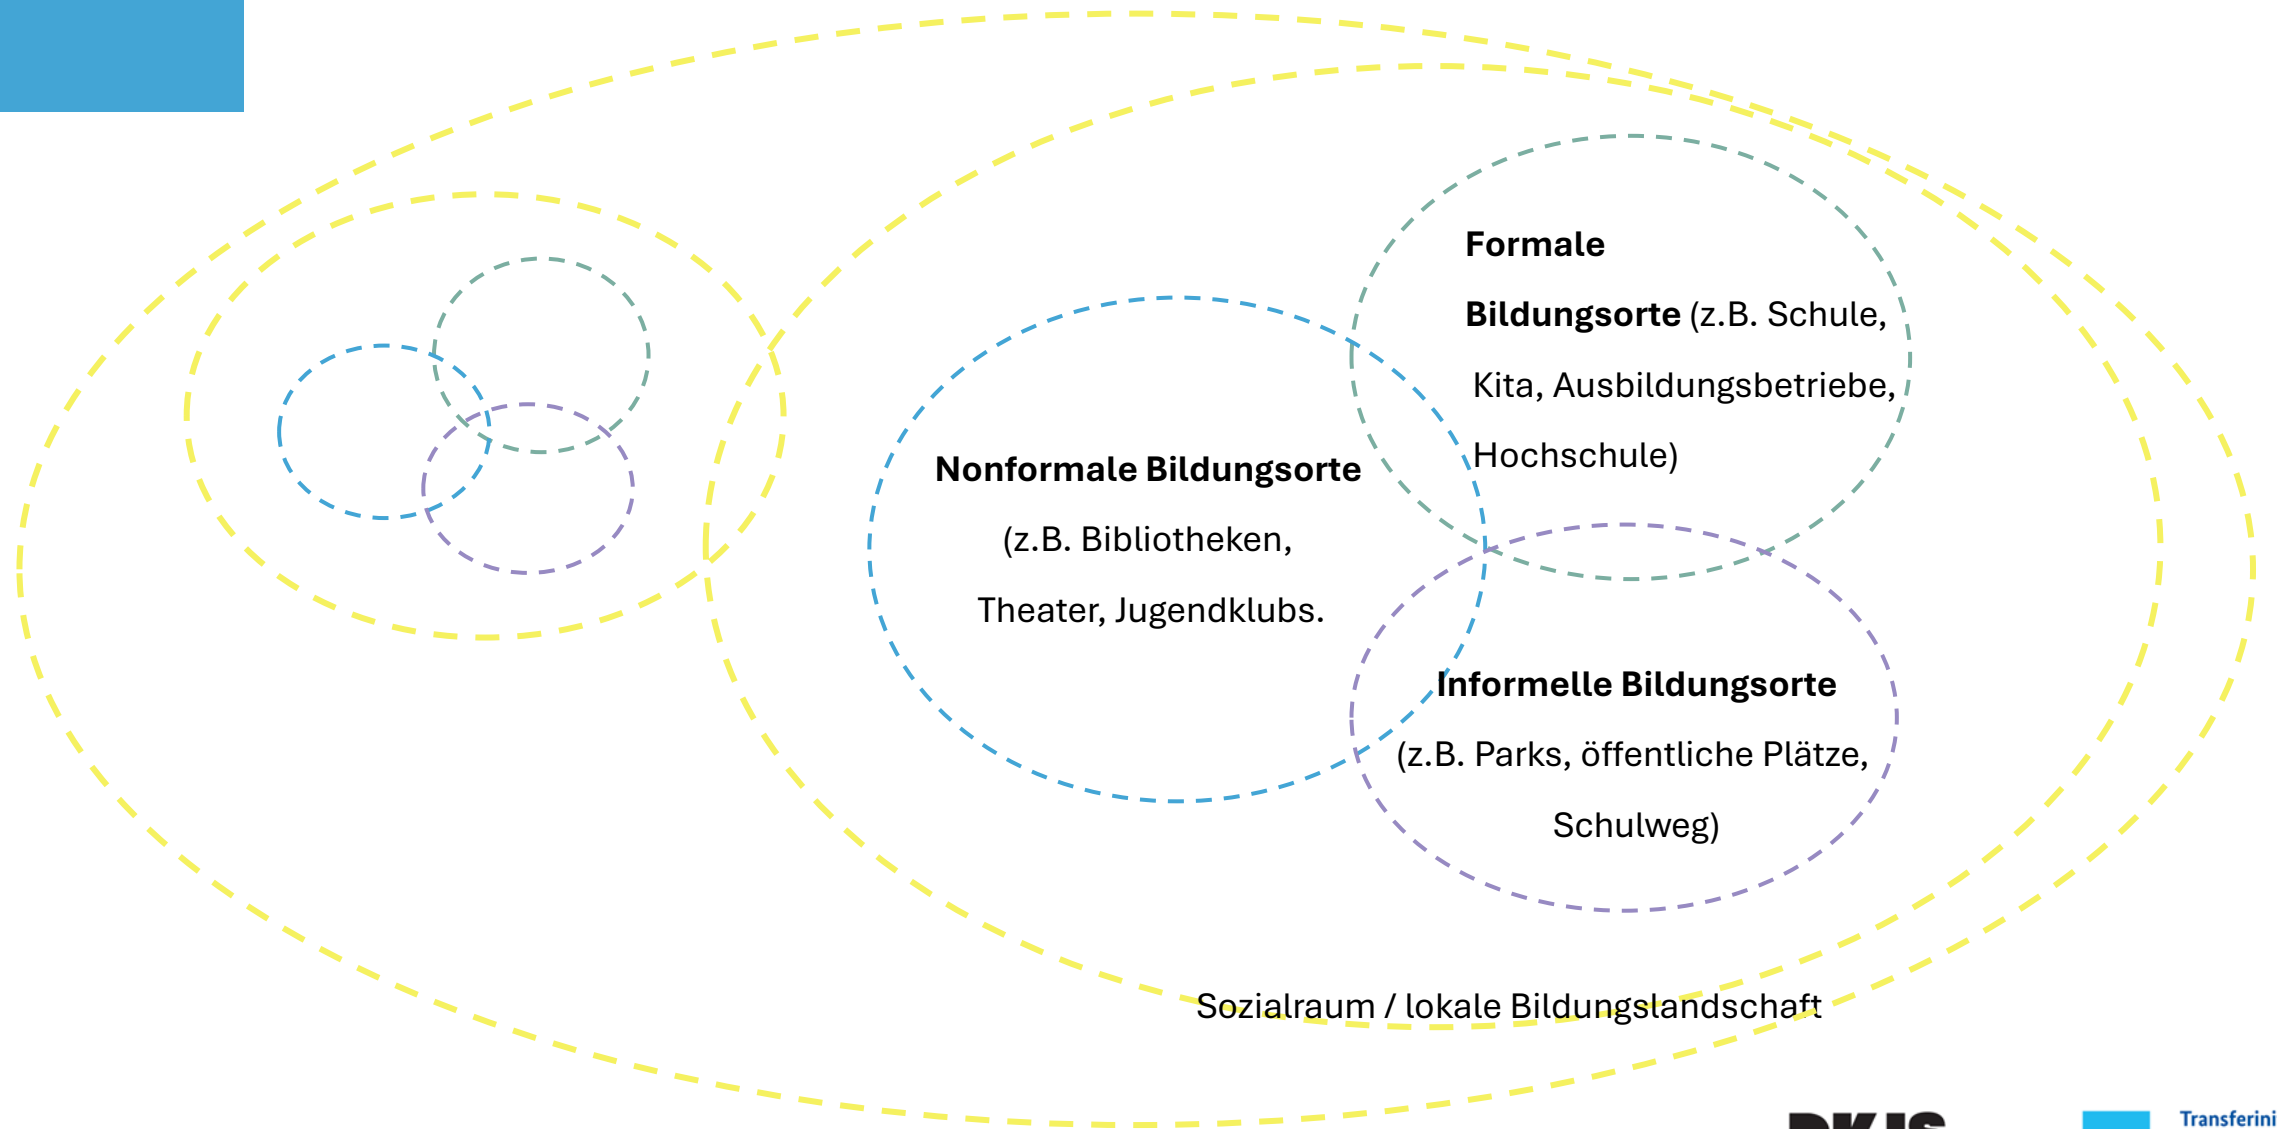 Formale
Bildungsorte (z.B. Schule,
Kita, Ausbildungsbetriebe,
Hochschule)
Nonformale Bildungsorte
(z.B. Bibliotheken,
Theater, Jugendklubs.
Informelle Bildungsorte
(z.B. Parks, öffentliche Plätze,
Schulweg)
Sozialraum / lokale Bildungslandschaft
DKJS
Transferini